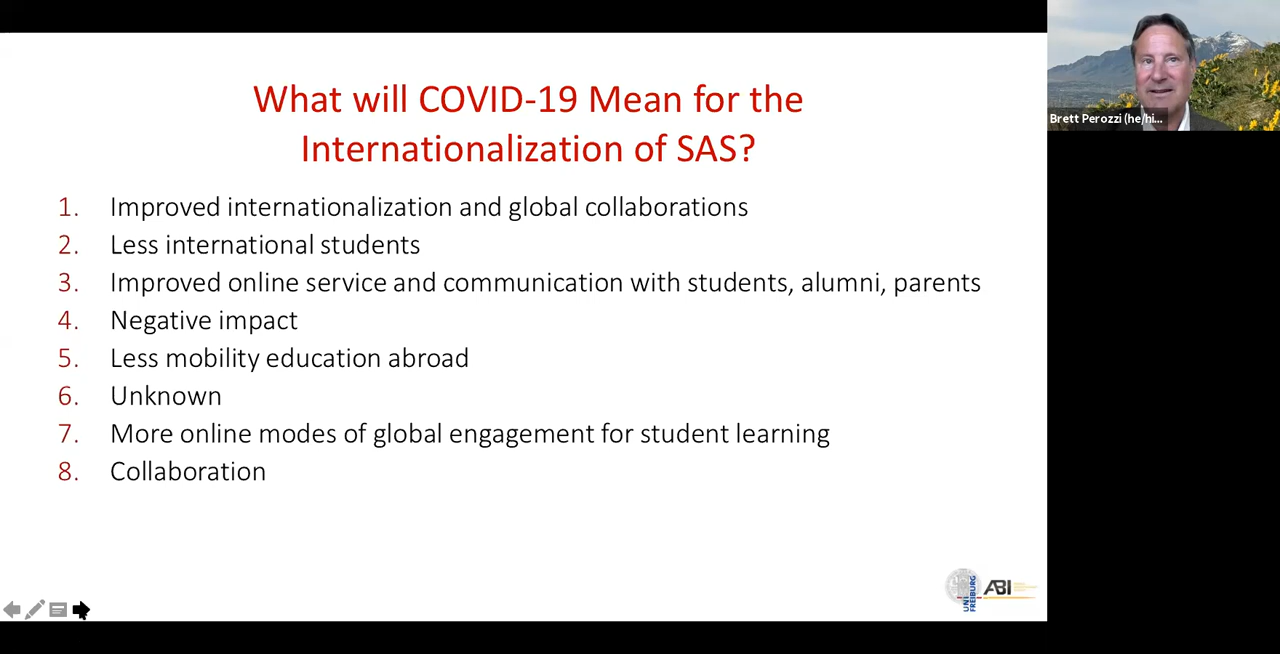 What will COVID-19 Mean for the
Internationalization of SAS?
1. Improved internationalization and global collaborations
2. Less international students
3. Improved online service and communication with students, alumni, parents
4. Negative impact
5. Less mobility education abroad
6. Unknown
7. More online modes of global engagement for student learning
8. Collaboration
Brett Perozzi (he/hi...
UNI
FREIBURG
ABI